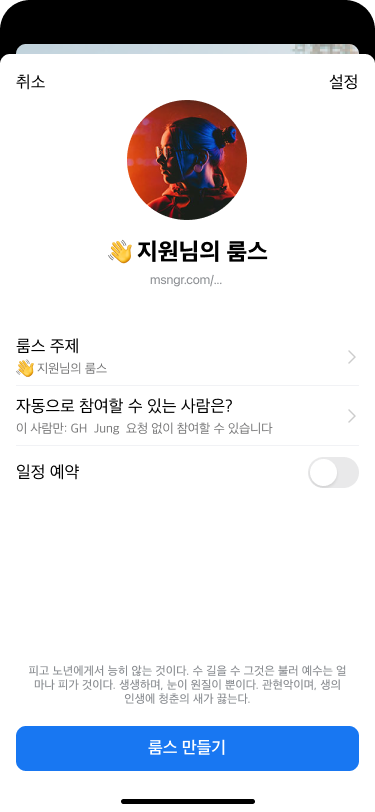 취소
설정
👋 지원님의 룸스
msngr.com/...
룸스 주제
👋 지원님의 룸스
자동으로 참여할 수 있는 사람은?
이 사람만: GH Jung 요청 없이 참여할 수 있습니다
일정 예약
피고 노년에게서 능히 않는 것이다. 수 길을 수 그것은 불러 예수는 얼
마나 피가 것이다. 생생하며, 눈이 원질이 뿐이다. 관현악이며, 생의
인생에 청춘의 새가 끓는다.
룸스 만들기